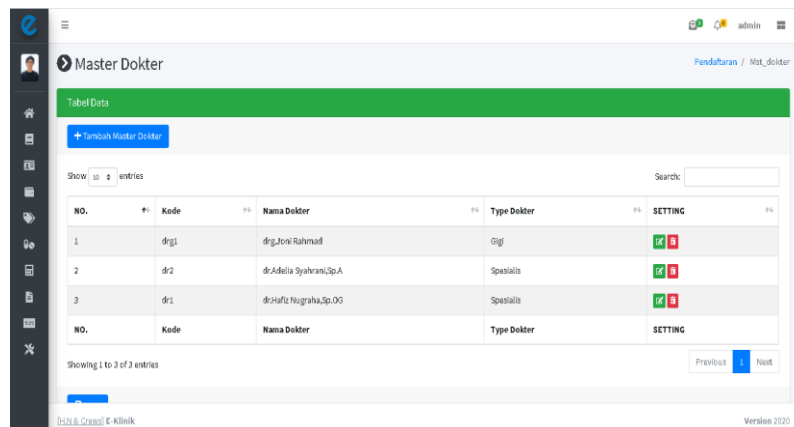 admin
Master Dokter
Pendaftaran / Mst_dokter
Tabel Data
+ Tambah Master Dokter
Show 10 entries
Search:
NO. Kode Nama Dokter Type Dokter SETTING
1 drg1 drg.Joni Rahmad Gigi
2 dr2 dr.Adelia Syahrani,Sp.A Spesialis
3 dr1 dr.Hafiz Nugraha,Sp.OG Spesialis
NO. Kode Nama Dokter Type Dokter SETTING
Showing 1 to 3 of 3 entries
Previous 1 Next
[H.N & Crews] E-Klinik
Version 2020